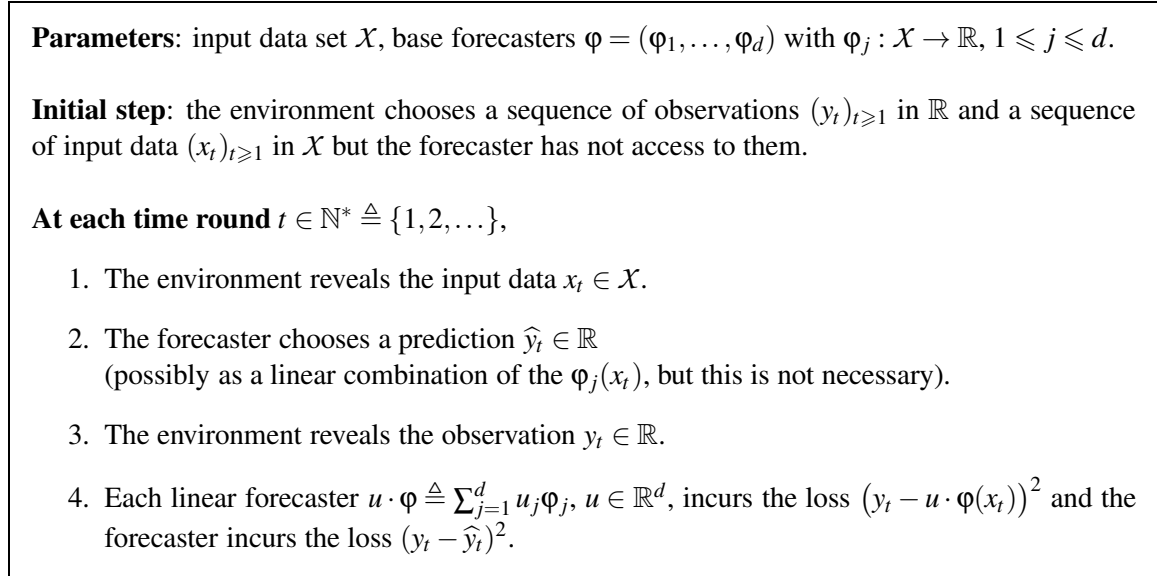 Parameters: input data set 𝒳, base forecasters φ = (φ₁, …, φ_d) with φ_j : 𝒳 → ℝ, 1 ⩽ j ⩽ d.
Initial step: the environment chooses a sequence of observations (y_t)_{t⩾1} in ℝ and a sequence
of input data (x_t)_{t⩾1} in 𝒳 but the forecaster has not access to them.
At each time round t ∈ ℕ* ≜ {1, 2, …},
1. The environment reveals the input data x_t ∈ 𝒳.
2. The forecaster chooses a prediction ŷ_t ∈ ℝ
(possibly as a linear combination of the φ_j(x_t), but this is not necessary).
3. The environment reveals the observation y_t ∈ ℝ.
4. Each linear forecaster u · φ ≜ ∑_{j=1}^{d} u_j φ_j, u ∈ ℝ^d, incurs the loss (y_t − u · φ(x_t))² and the
forecaster incurs the loss (y_t − ŷ_t)².